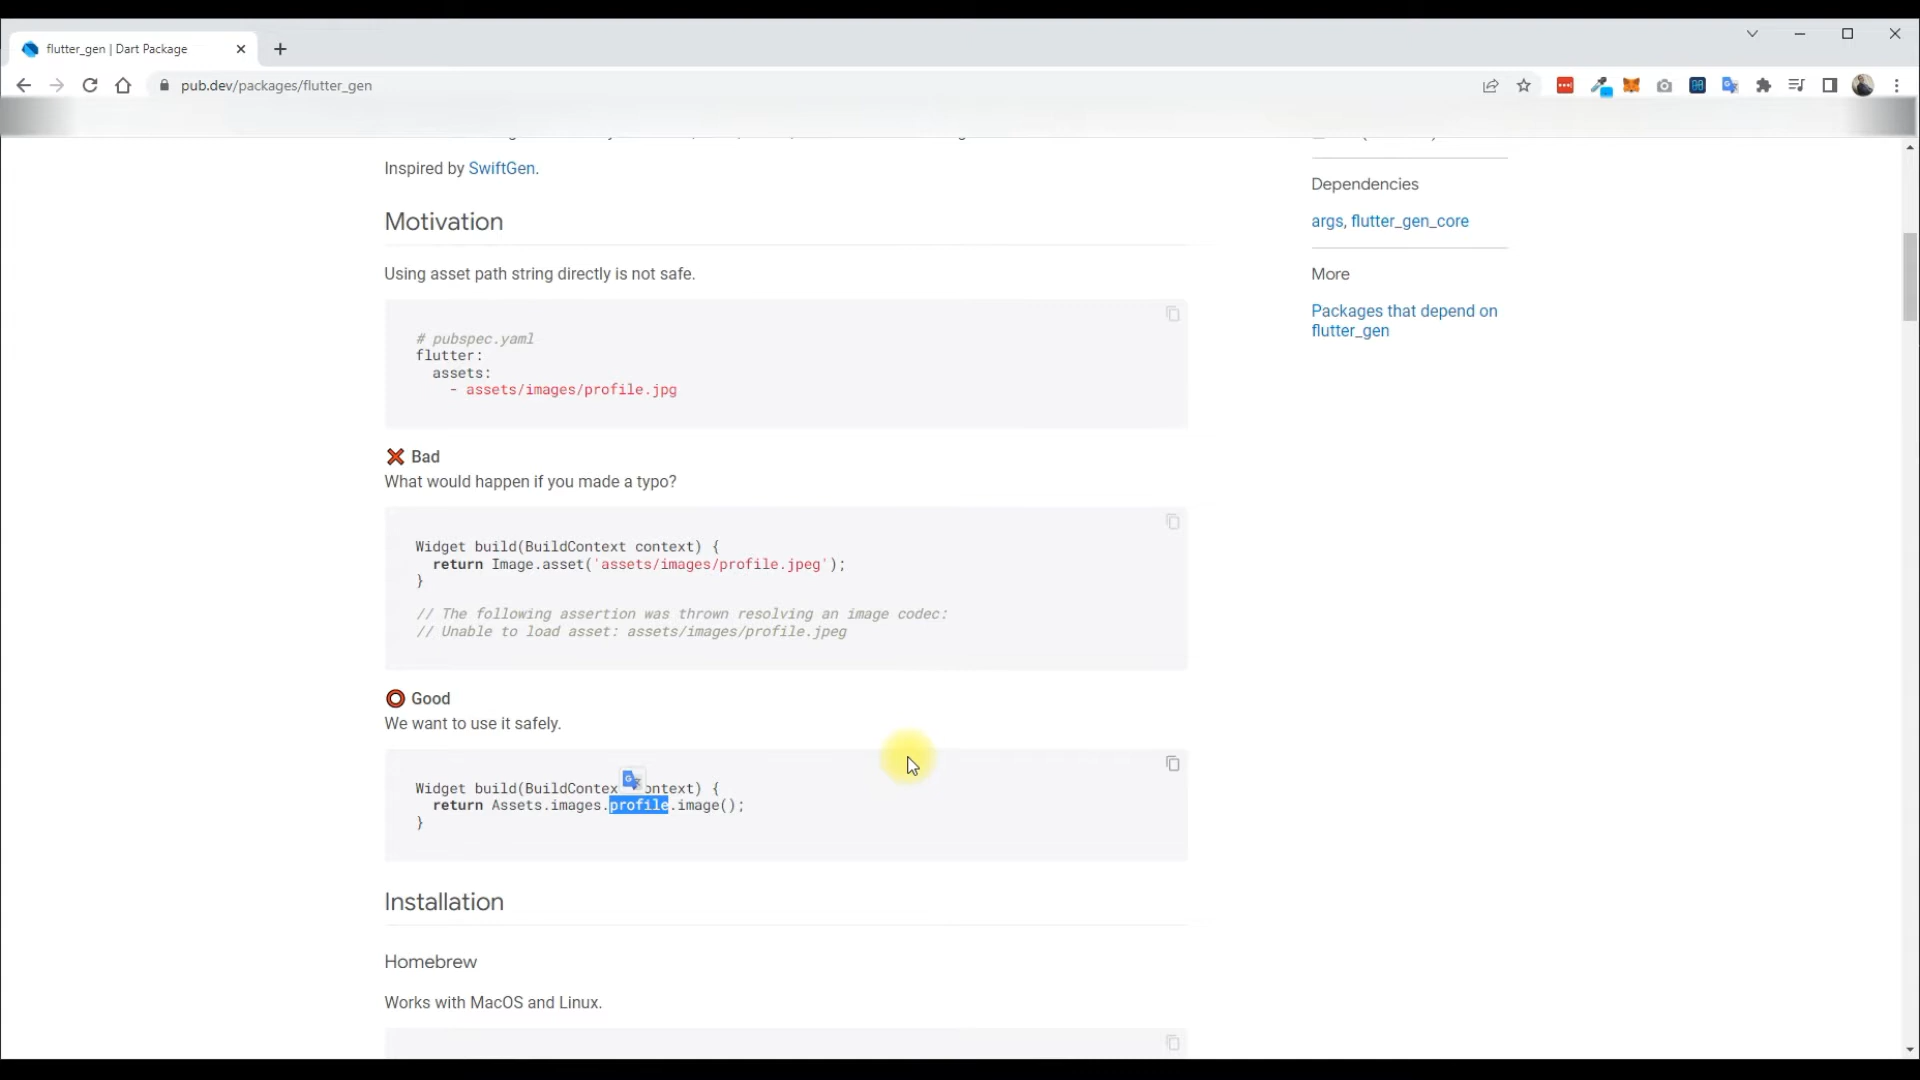 flutter_gen | Dart Package
pub.dev/packages/flutter_gen
Inspired by SwiftGen.
Motivation
Using asset path string directly is not safe.
# pubspec.yaml
flutter:
  assets:
    - assets/images/profile.jpg
❌ Bad
What would happen if you made a typo?
Widget build(BuildContext context) {
  return Image.asset('assets/images/profile.jpeg');
}
// The following assertion was thrown resolving an image codec:
// Unable to load asset: assets/images/profile.jpeg
⭕ Good
We want to use it safely.
Widget build(BuildContex ontext) {
  return Assets.images.profile.image();
}
Installation
Homebrew
Works with MacOS and Linux.
Dependencies
args, flutter_gen_core
More
Packages that depend on
flutter_gen